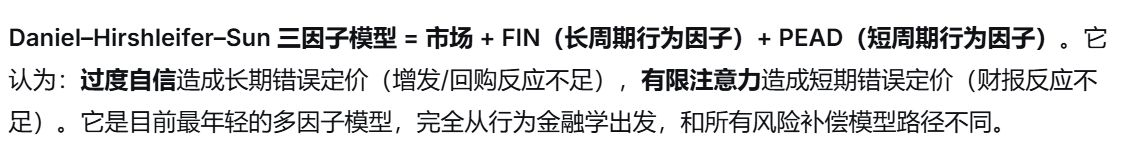 Daniel–Hirshleifer–Sun 三因子模型 = 市场 + FIN（长周期行为因子）+ PEAD（短周期行为因子）。它
认为：过度自信造成长期错误定价（增发/回购反应不足），有限注意力造成短期错误定价（财报反应不
足）。它是目前最年轻的多因子模型，完全从行为金融学出发，和所有风险补偿模型路径不同。